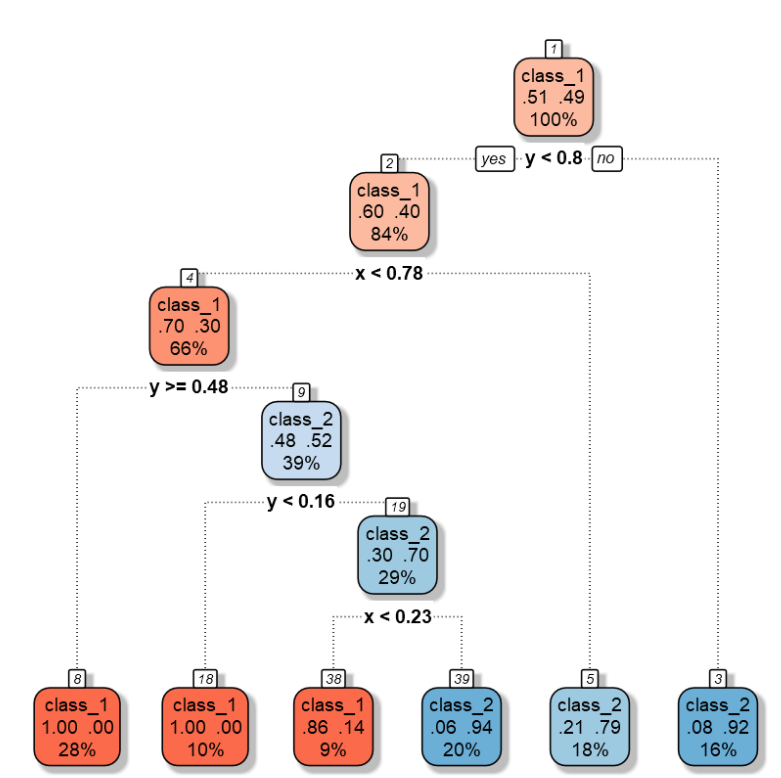 1
class_1
.51 .49
100%
yes y < 0.8 no
2
class_1
.60 .40
84%
x < 0.78
4
class_1
.70 .30
66%
y >= 0.48
9
class_2
.48 .52
39%
y < 0.16
19
class_2
.30 .70
29%
x < 0.23
8
class_1
1.00 .00
28%
18
class_1
1.00 .00
10%
38
class_1
.86 .14
9%
39
class_2
.06 .94
20%
5
class_2
.21 .79
18%
3
class_2
.08 .92
16%